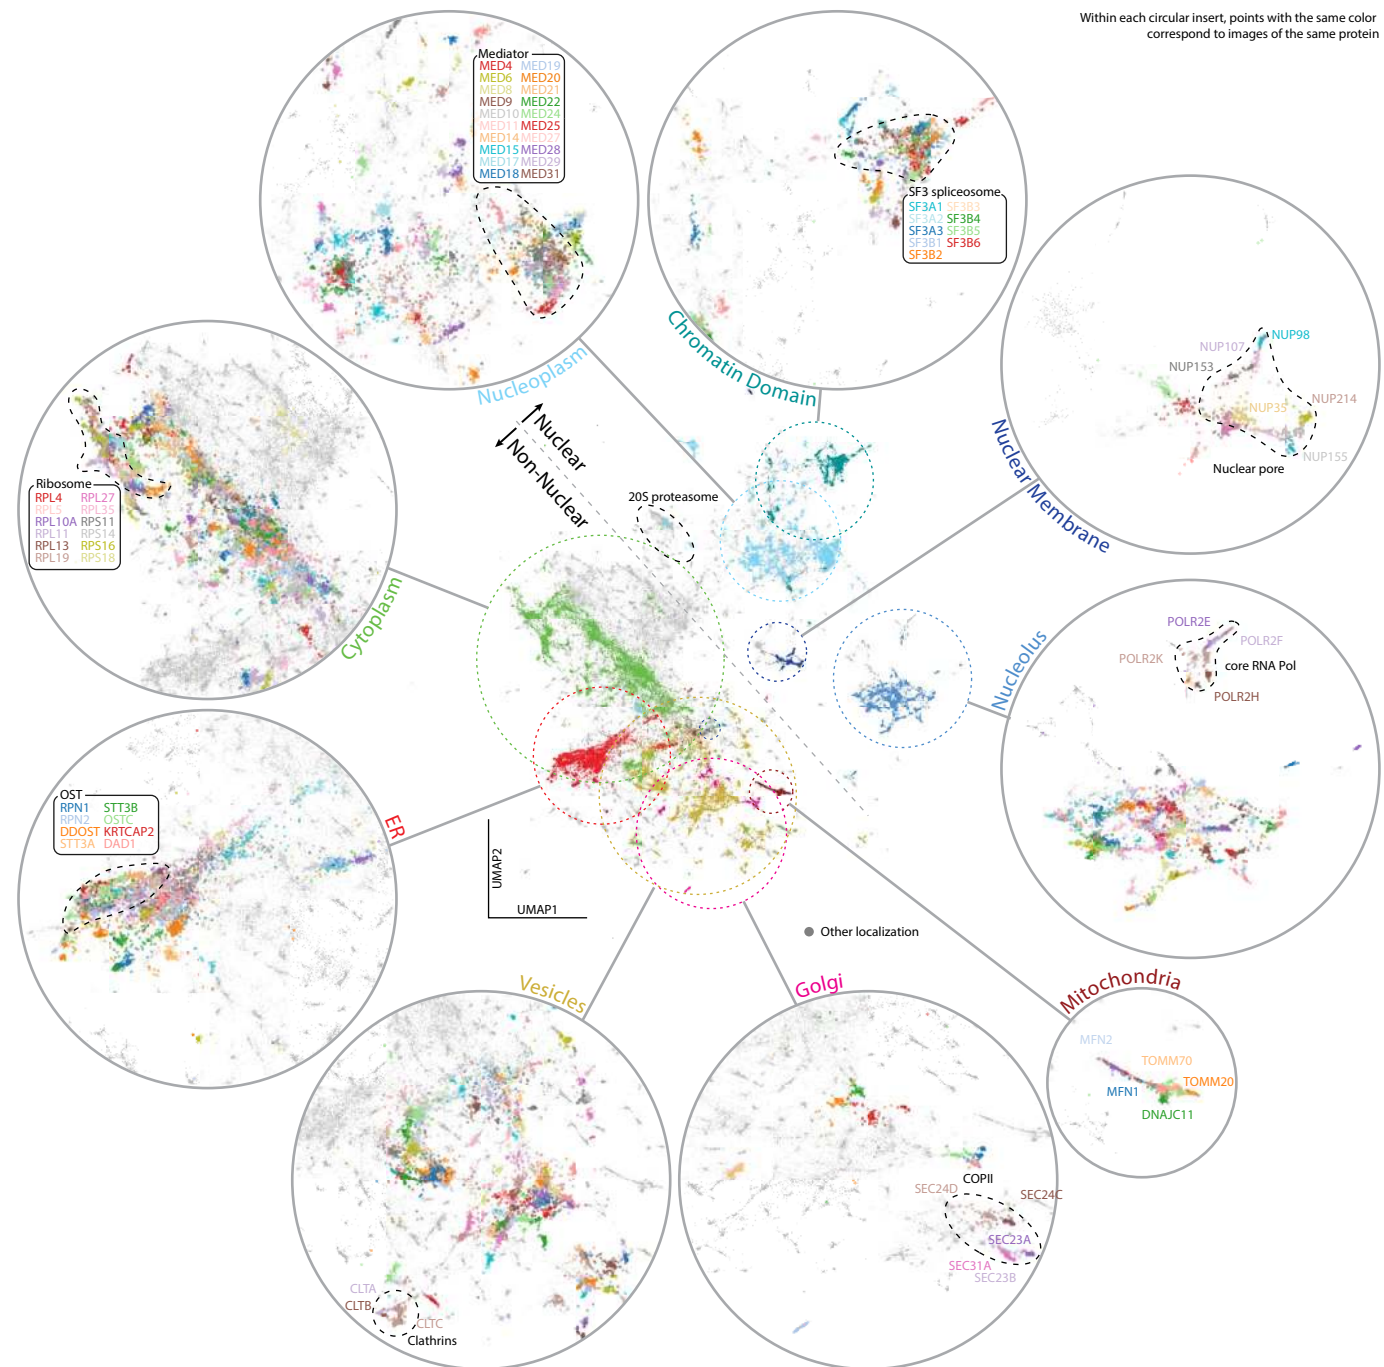 Within each circular insert, points with the same color
correspond to images of the same protein
Mediator
MED4 MED19
MED6 MED20
MED8 MED21
MED9 MED22
MED10 MED24
MED11 MED25
MED14 MED27
MED15 MED28
MED17 MED29
MED18 MED31
Nucleoplasm
SF3 spliceosome
SF3A1 SF3B3
SF3A2 SF3B4
SF3A3 SF3B5
SF3B1 SF3B6
SF3B2
Chromatin Domain
NUP98
NUP107
NUP153
NUP35
NUP214
NUP155
Nuclear pore
Nuclear Membrane
Nuclear
Non-Nuclear
20S proteasome
Ribosome
RPL4 RPL27
RPL5 RPL35
RPL10A RPS11
RPL11 RPS14
RPL13 RPS16
RPL19 RPS18
Cytoplasm
POLR2E
POLR2F
POLR2K
core RNA Pol
POLR2H
Nucleolus
OST
RPN1 STT3B
RPN2 OSTC
DDOST KRTCAP2
STT3A DAD1
ER
UMAP2
UMAP1
Other localization
Vesicles
CLTA
CLTB
CLTC
Clathrins
Golgi
COPII
SEC24D
SEC24C
SEC23A
SEC31A
SEC23B
Mitochondria
MFN2
TOMM70
TOMM20
MFN1
DNAJC11